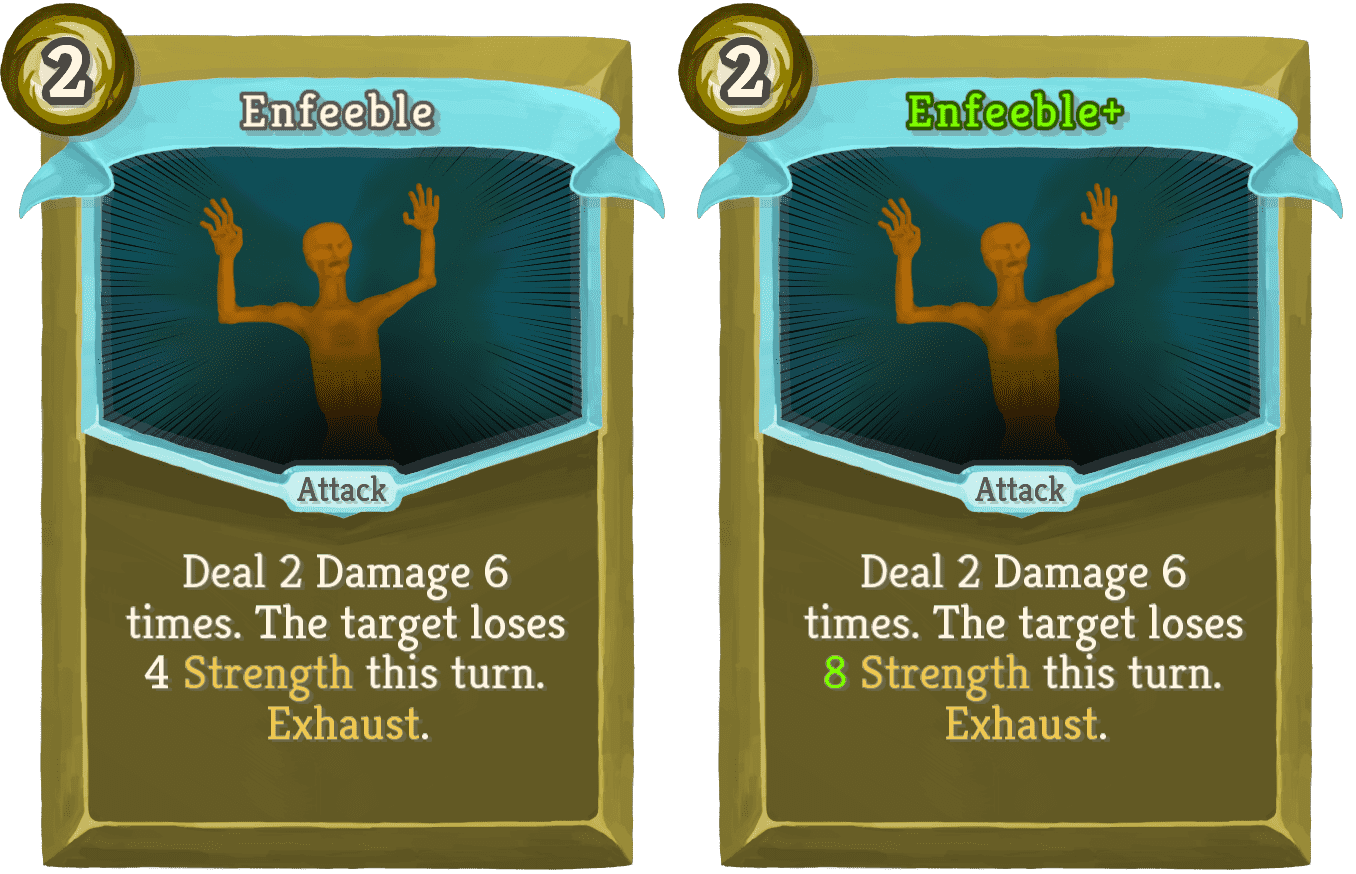 2
Enfeeble
Attack
Deal 2 Damage 6
times. The target loses
4 Strength this turn.
Exhaust.
2
Enfeeble+
Attack
Deal 2 Damage 6
times. The target loses
8 Strength this turn.
Exhaust.